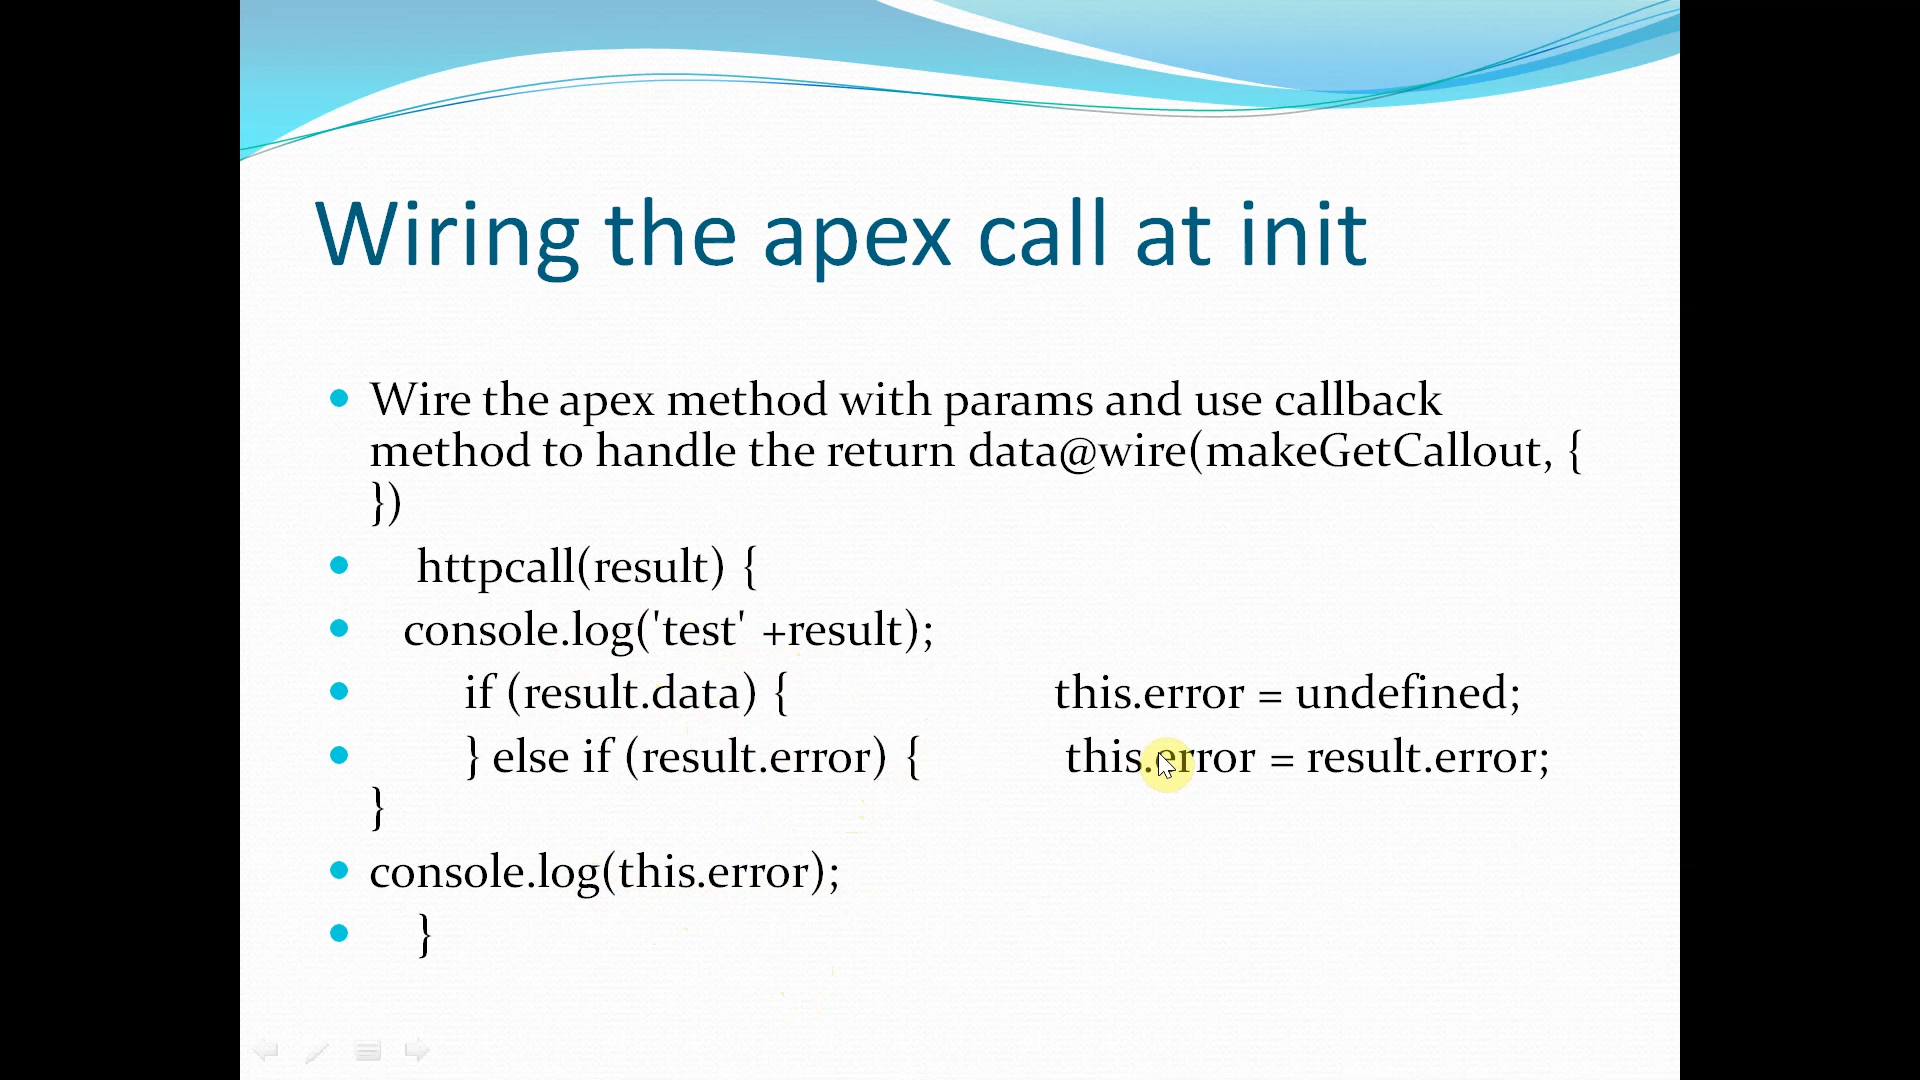 Wiring the apex call at init
Wire the apex method with params and use callback
method to handle the return data@wire(makeGetCallout, {
})
httpcall(result) {
console.log('test' +result);
if (result.data) { this.error = undefined;
} else if (result.error) { this.error = result.error;
}
console.log(this.error);
}